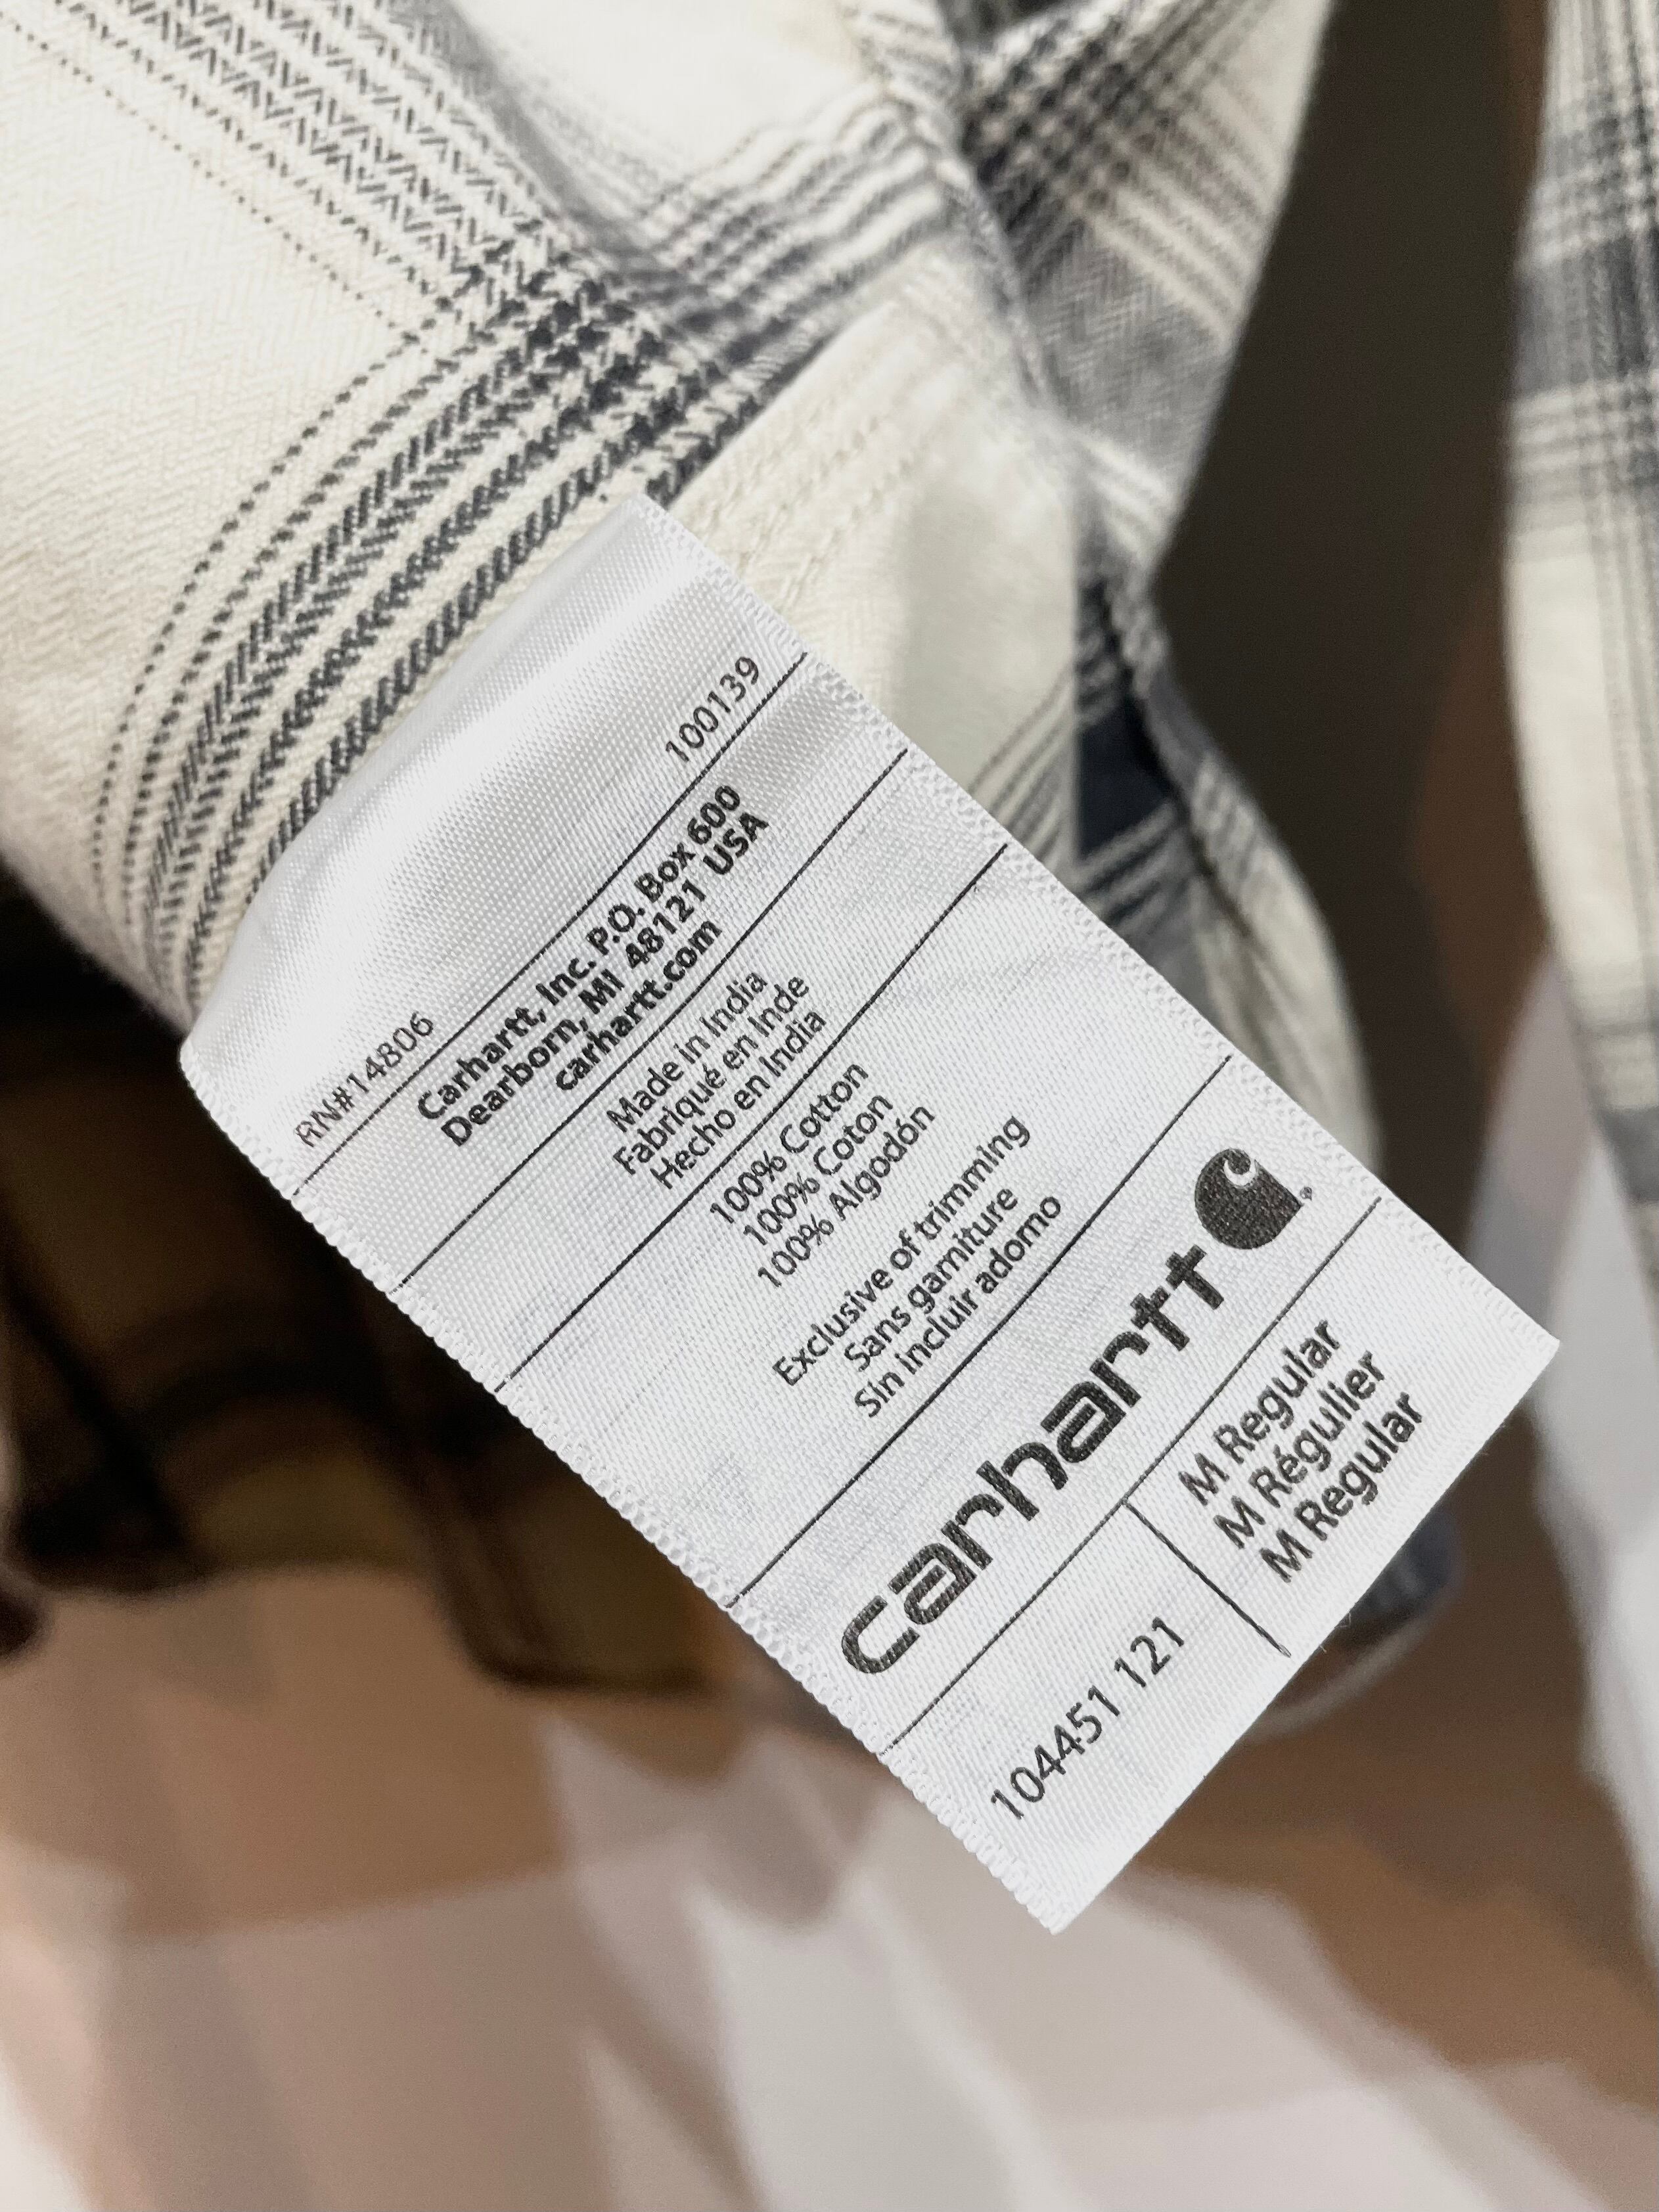 RN#14806 100139
Carhartt, Inc. P.O. Box 600
Dearborn, MI 48121 USA
carhartt.com
Made in India
Fabriqué en Inde
Hecho en India
100% Cotton
100% Coton
100% Algodón
Exclusive of trimming
Sans garniture
Sin incluir adorno
carhartt
104451 121
M Regular
M Régulier
M Regular